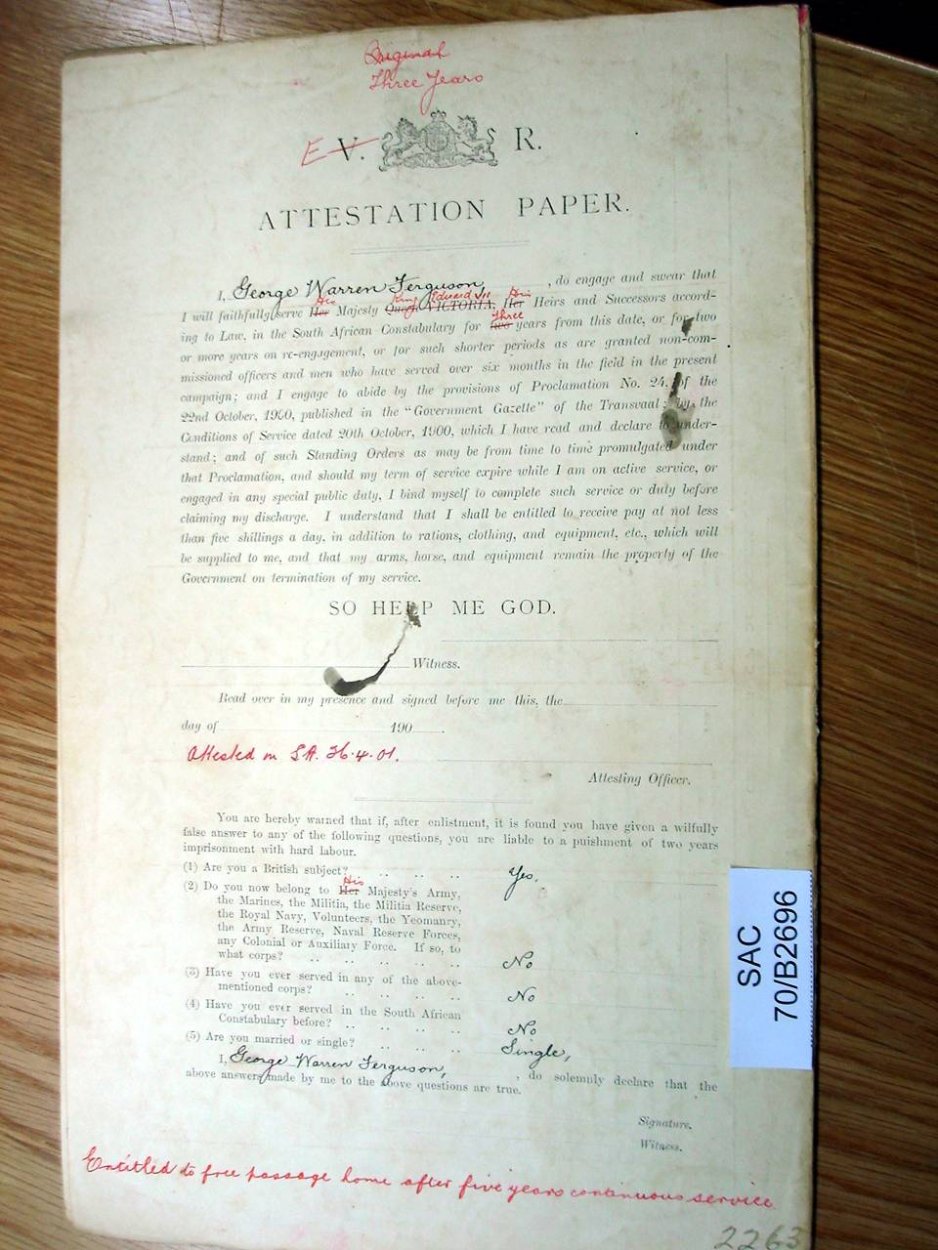 Original
Three Years
E V. R.
ATTESTATION PAPER.
I, George Warren Ferguson, , do engage and swear that
His King Edward VII His
I will faithfully serve Her Majesty Queen VICTORIA, Her Heirs and Successors accord-
Three
ing to Law, in the South African Constabulary for two years from this date, or for two
or more years on re-engagement, or for such shorter periods as are granted non-com-
missioned officers and men who have served over six months in the field in the present
campaign; and I engage to abide by the provisions of Proclamation No. 24, of the
22nd October, 1900, published in the "Government Gazette" of the Transvaal; by the
Conditions of Service dated 20th October, 1900, which I have read and declare to under-
stand; and of such Standing Orders as may be from time to time promulgated under
that Proclamation, and should my term of service expire while I am on active service, or
engaged in any special public duty, I bind myself to complete such service or duty before
claiming my discharge. I understand that I shall be entitled to receive pay at not less
than five shillings a day, in addition to rations, clothing, and equipment, etc., which will
be supplied to me, and that my arms, horse, and equipment remain the property of the
Government on termination of my service.
SO HELP ME GOD.
Witness.
Read over in my presence and signed before me this, the
day of 190 .
Attested in S.A. 26.4.01.
Attesting Officer.
You are hereby warned that if, after enlistment, it is found you have given a wilfully
false answer to any of the following questions, you are liable to a puishment of two years
imprisonment with hard labour.
(1) Are you a British subject? .. .. .. Yes.
His
(2) Do you now belong to Her Majesty's Army,
the Marines, the Militia, the Militia Reserve,
the Royal Navy, Volunteers, the Yeomanry,
the Army Reserve, Naval Reserve Forces,
any Colonial or Auxiliary Force. If so, to
what corps? .. .. .. .. .. No
(3) Have you ever served in any of the above-
mentioned corps? .. .. .. .. No
(4) Have you ever served in the South African
Constabulary before? .. .. .. .. No
(5) Are you married or single? .. .. .. Single,
I, George Warren Ferguson, , do solemnly declare that the
above answers made by me to the above questions are true.
Signature.
Witness.
Entitled to free passage home after five years continuous service
2263
SAC
70/B2696